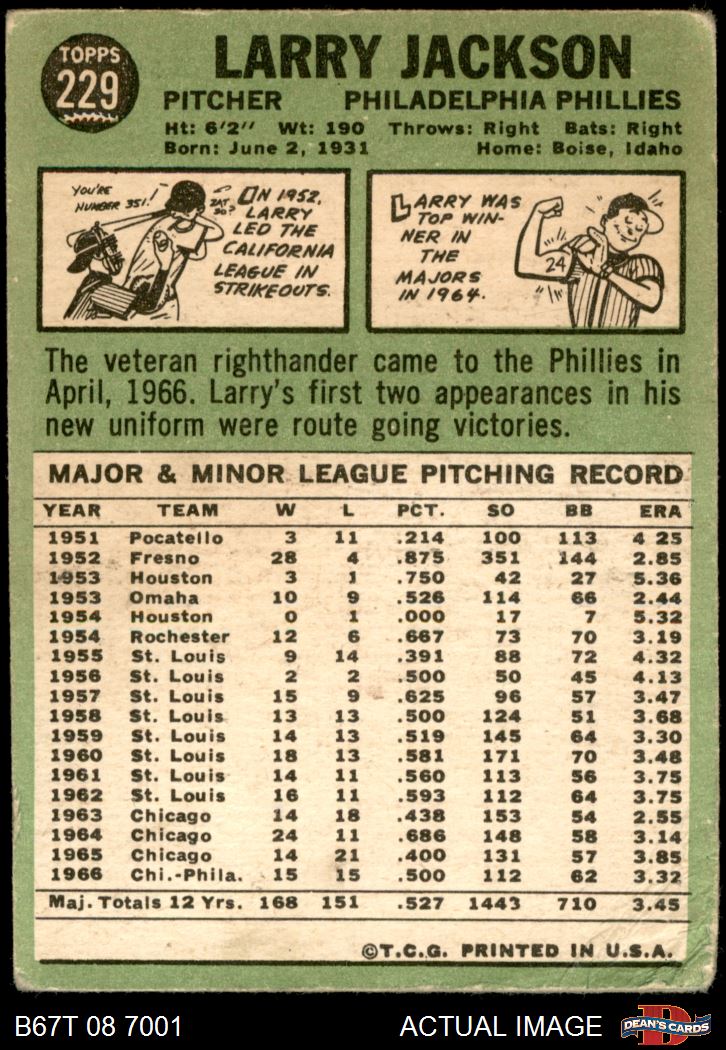 TOPPS
229
LARRY JACKSON
PITCHER PHILADELPHIA PHILLIES
Ht: 6'2" Wt: 190 Throws: Right Bats: Right
Born: June 2, 1931 Home: Boise, Idaho
YOU'RE
NUMBER 351!
ZAT
SO?
ON 1952,
LARRY
LED THE
CALIFORNIA
LEAGUE IN
STRIKEOUTS.
LARRY WAS
TOP WIN-
NER IN
THE
MAJORS
IN 1964.
24
The veteran righthander came to the Phillies in
April, 1966. Larry's first two appearances in his
new uniform were route going victories.
MAJOR & MINOR LEAGUE PITCHING RECORD
YEAR TEAM W L PCT. SO BB ERA
1951 Pocatello 3 11 .214 100 113 4 25
1952 Fresno 28 4 .875 351 144 2.85
1953 Houston 3 1 .750 42 27 5.36
1953 Omaha 10 9 .526 114 66 2.44
1954 Houston 0 1 .000 17 7 5.32
1954 Rochester 12 6 .667 73 70 3.19
1955 St. Louis 9 14 .391 88 72 4.32
1956 St. Louis 2 2 .500 50 45 4.13
1957 St. Louis 15 9 .625 96 57 3.47
1958 St. Louis 13 13 .500 124 51 3.68
1959 St. Louis 14 13 .519 145 64 3.30
1960 St. Louis 18 13 .581 171 70 3.48
1961 St. Louis 14 11 .560 113 56 3.75
1962 St. Louis 16 11 .593 112 64 3.75
1963 Chicago 14 18 .438 153 54 2.55
1964 Chicago 24 11 .686 148 58 3.14
1965 Chicago 14 21 .400 131 57 3.85
1966 Chi.-Phila. 15 15 .500 112 62 3.32
Maj. Totals 12 Yrs. 168 151 .527 1443 710 3.45
©T.C.G. PRINTED IN U.S.A.
B67T 08 7001 ACTUAL IMAGE
D
DEAN'S CARDS